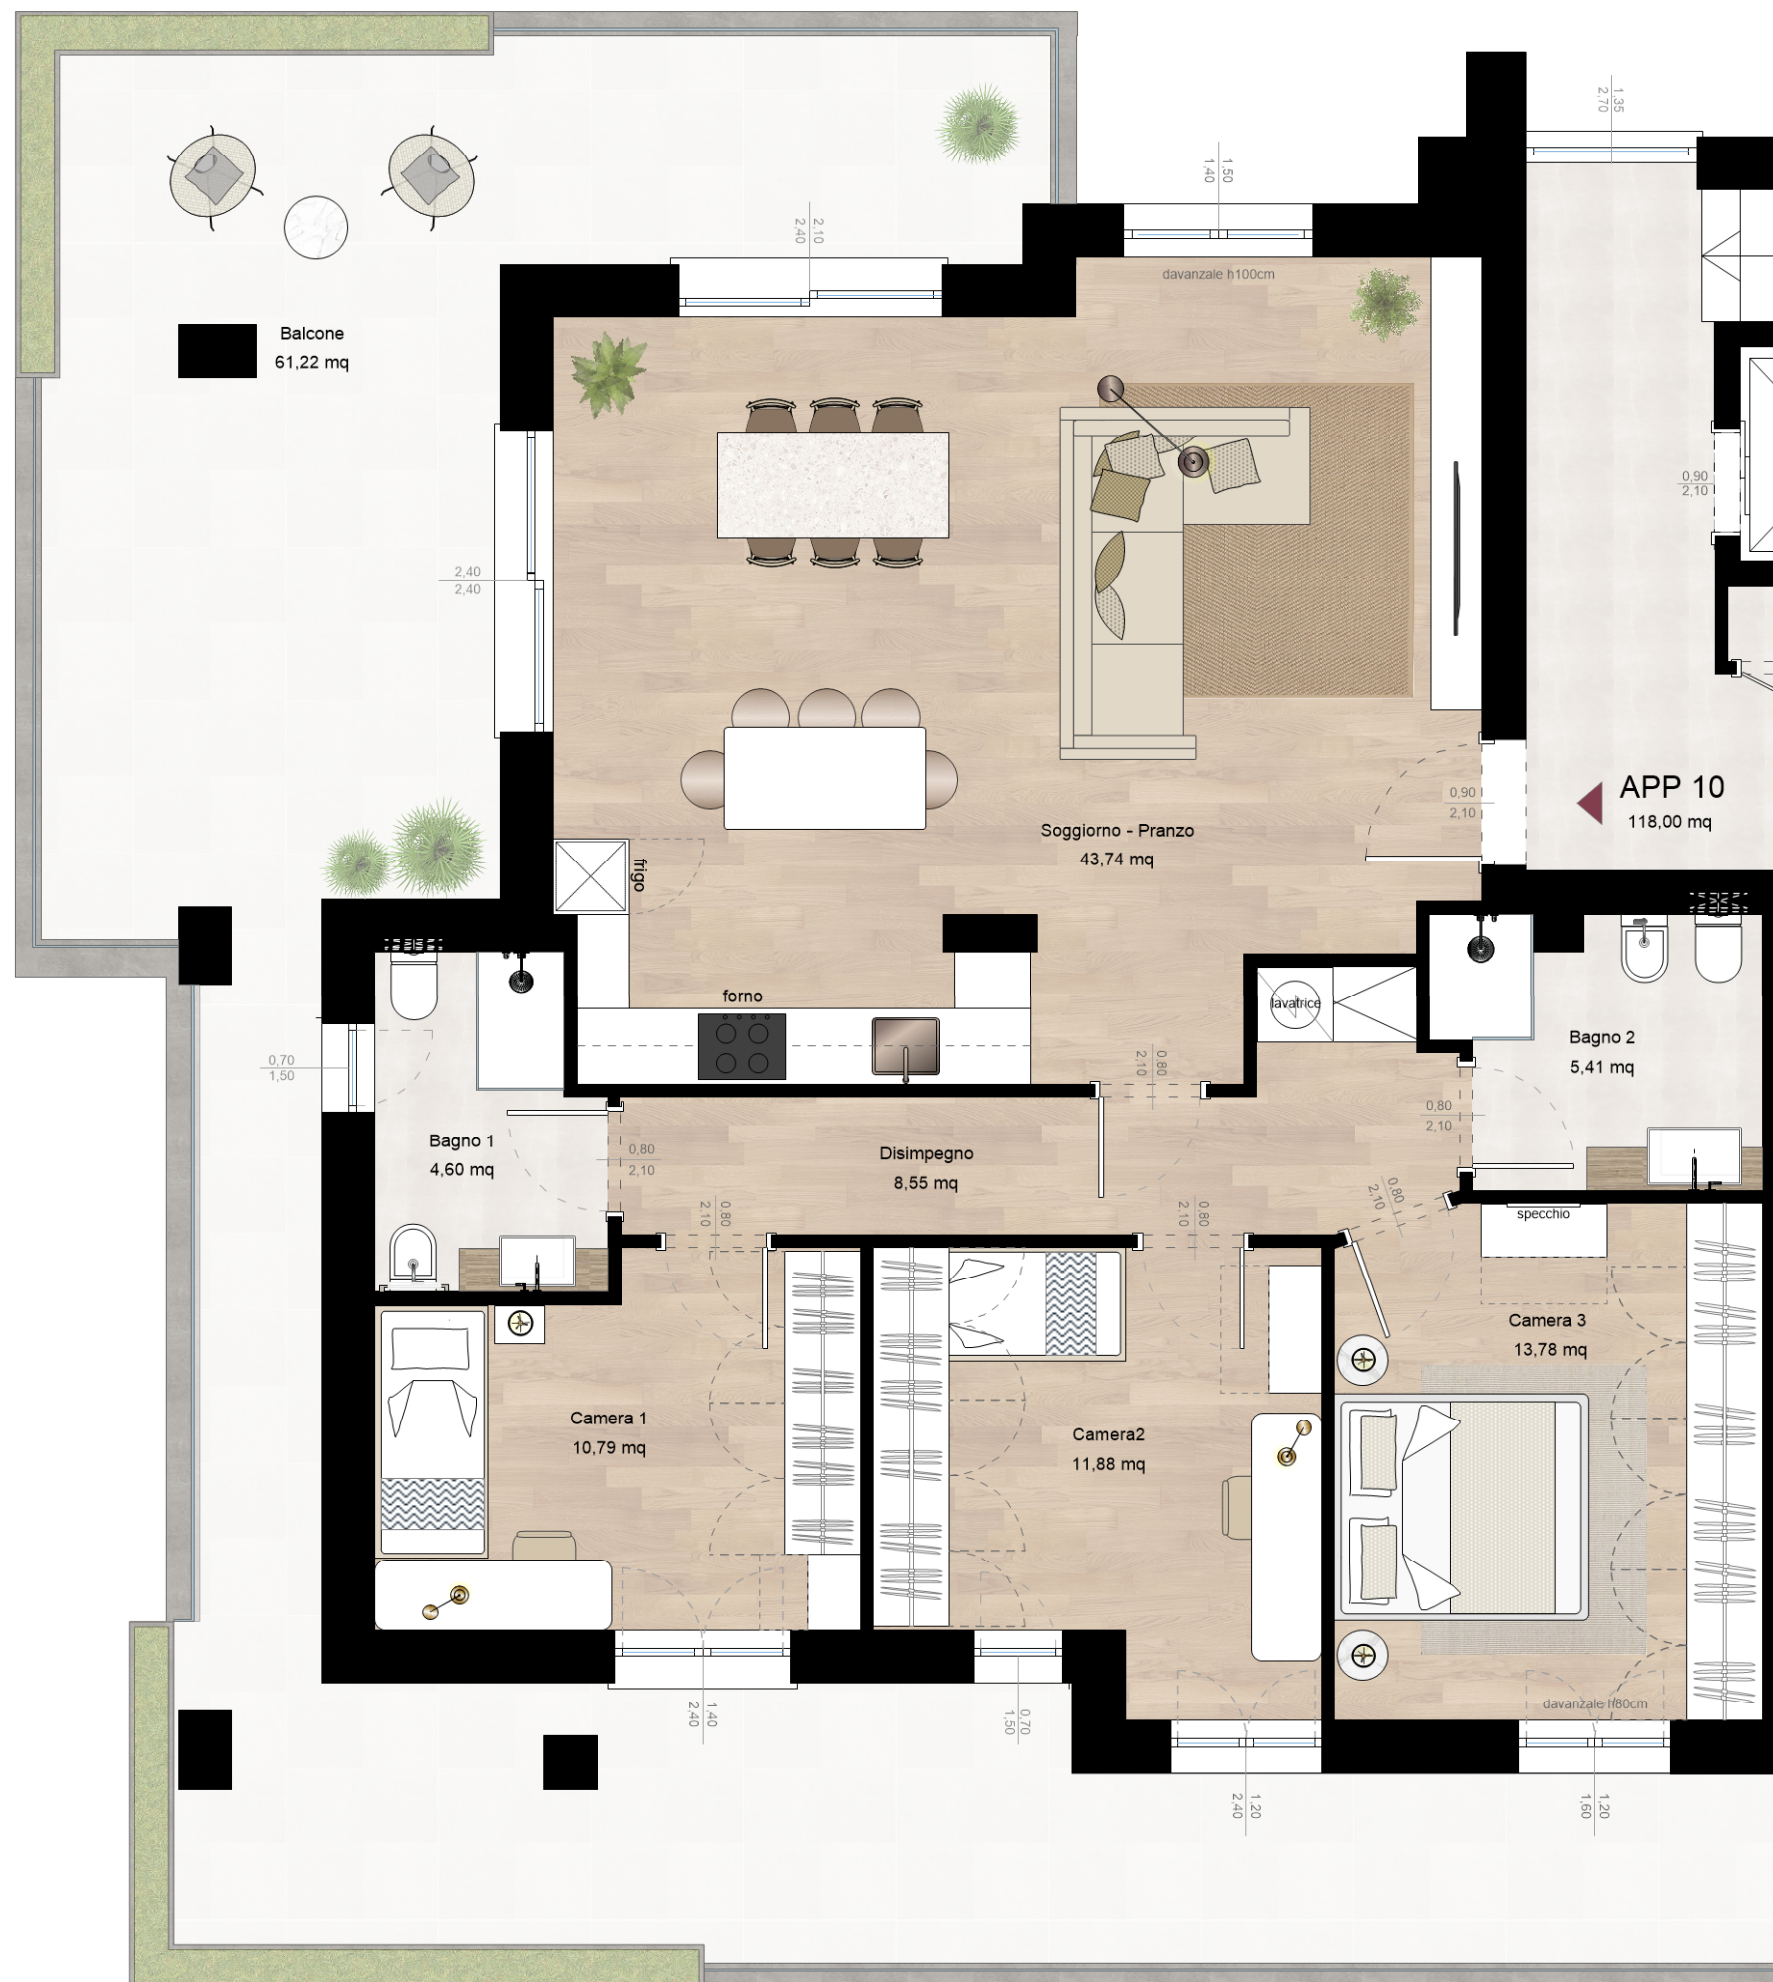 1,35
2,70
1,50
1,40
2,10
2,40
davanzale h100cm
Balcone
61,22 mq
0,90
2,10
2,40
2,40
APP 10
118,00 mq
0,90
2,10
Soggiorno - Pranzo
43,74 mq
frigo
forno
lavatrice
Bagno 2
5,41 mq
0,70
1,50
0,80
2,10
0,80
2,10
Bagno 1
4,60 mq
0,80
2,10
Disimpegno
8,55 mq
0,80
2,10
0,80
2,10
0,80
2,10
specchio
Camera 3
13,78 mq
Camera 1
10,79 mq
Camera2
11,88 mq
davanzale h80cm
1,40
2,40
0,70
1,50
1,20
2,40
1,20
1,60